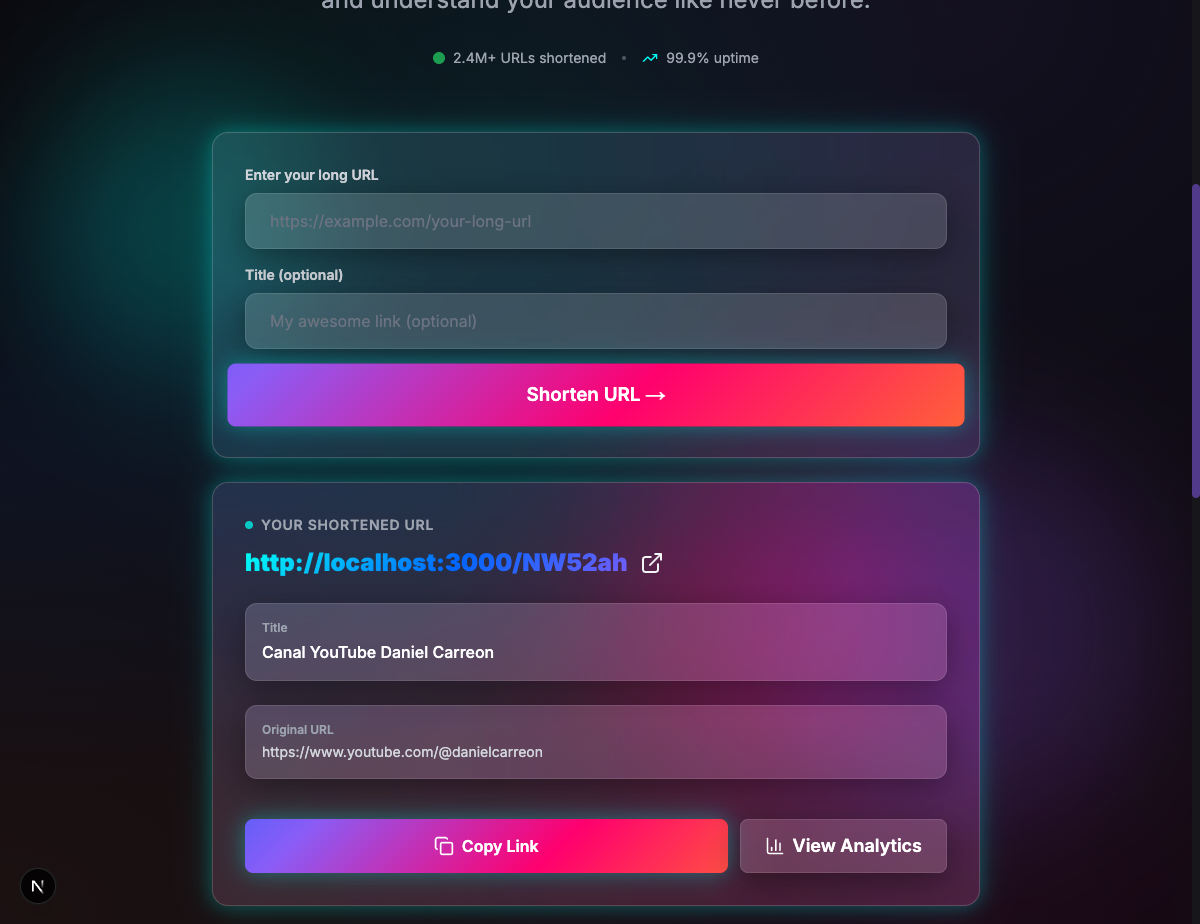 and understand your audience like never before.
2.4M+ URLs shortened • 99.9% uptime
Enter your long URL
https://example.com/your-long-url
Title (optional)
My awesome link (optional)
Shorten URL →
YOUR SHORTENED URL
http://localhost:3000/NW52ah
Title
Canal YouTube Daniel Carreon
Original URL
https://www.youtube.com/@danielcarreon
Copy Link
View Analytics
N